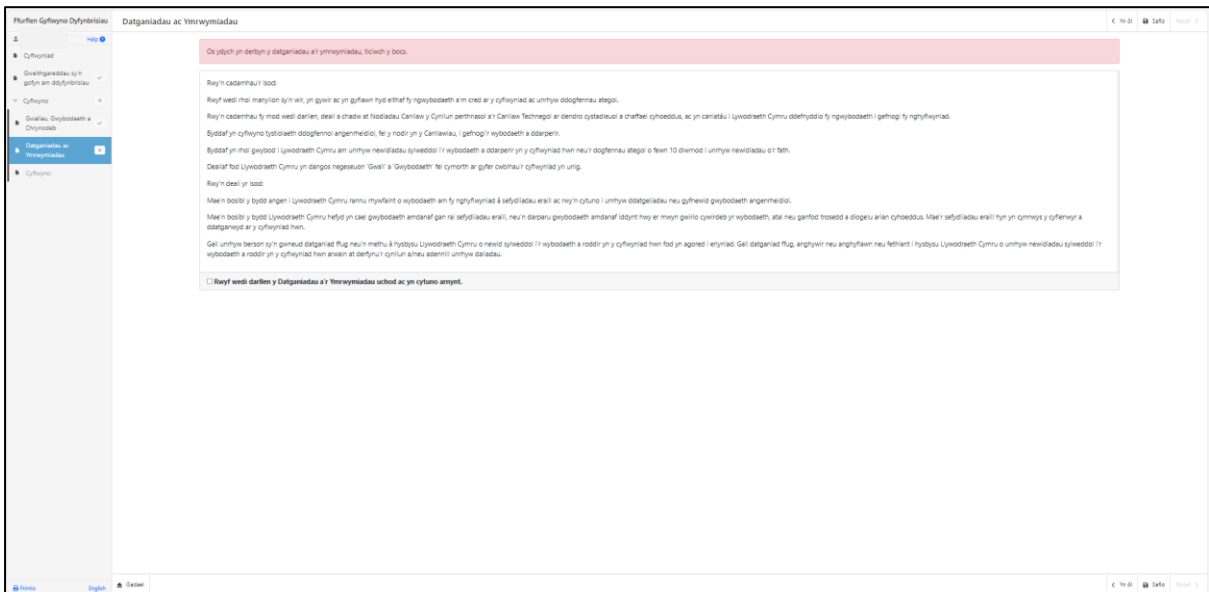 Ffurflen Gyflwyno Dyfynbrisiau
Datganiadau ac Ymrwymiadau
Yn ôl
Safio
Nesaf
Help
Cyflwyniad
Gweithgareddau sy'n
gofyn am ddyfynbrisiau
Cyflwyno
Gwallau, Gwybodaeth a
Chrynodeb
Datganiadau ac
Ymrwymiadau
Cyflwyno
Os ydych yn derbyn y datganiadau a'r ymrwymiadau, ticiwch y bocs.
Rwy'n cadarnhau'r isod:
Rwyf wedi rhoi manylion sy'n wir, yn gywir ac yn gyflawn hyd eithaf fy ngwybodaeth a'm cred ar y cyflwyniad ac unrhyw ddogfennau ategol.
Rwy'n cadarnhau fy mod wedi darllen, deall a chadw at Nodiadau Canllaw y Cynllun perthnasol a'r Canllaw Technegol ar dendro cystadleuol a chaffael cyhoeddus, ac yn caniatáu i Lywodraeth Cymru ddefnyddio fy ngwybodaeth i gefnogi fy nghyflwyniad.
Byddaf yn cyflwyno tystiolaeth ddogfennol angenrheidiol, fel y nodir yn y Canllawiau, i gefnogi'r wybodaeth a ddarperir.
Byddaf yn rhoi gwybod i Lywodraeth Cymru am unrhyw newidiadau sylweddol i'r wybodaeth a ddarperir yn y cyflwyniad hwn neu'r dogfennau ategol o fewn 10 diwrnod i unrhyw newidiadau o'r fath.
Deallaf fod Llywodraeth Cymru yn dangos negeseuon 'Gwall' a 'Gwybodaeth' fel cymorth ar gyfer cwblhau'r cyflwyniad yn unig.
Rwy'n deall yr isod:
Mae'n bosibl y bydd angen i Lywodraeth Cymru rannu rhywfaint o wybodaeth am fy nghyflwyniad â sefydliadau eraill ac rwy'n cytuno i unrhyw ddatgeliadau neu gyfnewid gwybodaeth angenrheidiol.
Mae'n bosibl y bydd Llywodraeth Cymru hefyd yn cael gwybodaeth amdanaf gan rai sefydliadau eraill, neu'n darparu gwybodaeth amdanaf iddynt hwy er mwyn gwirio cywirdeb yr wybodaeth, atal neu ganfod trosedd a diogelu arian cyhoeddus. Mae'r sefydliadau eraill hyn yn cynnwys y cyflenwyr a
ddatganwyd ar y cyflwyniad hwn.
Gall unrhyw berson sy'n gwneud datganiad ffug neu'n methu â hysbysu Llywodraeth Cymru o newid sylweddol i'r wybodaeth a roddir yn y cyflwyniad hwn fod yn agored i erlyniad. Gall datganiad ffug, anghywir neu anghyflawn neu fethiant i hysbysu Llywodraeth Cymru o unrhyw newidiadau sylweddol i'r
wybodaeth a roddir yn y cyflwyniad hwn arwain at derfynu'r cynllun a/neu adennill unrhyw daliadau.
Rwyf wedi darllen y Datganiadau a'r Ymrwymiadau uchod ac yn cytuno arnynt.
Printio
English
Gadael
Yn ôl
Safio
Nesaf